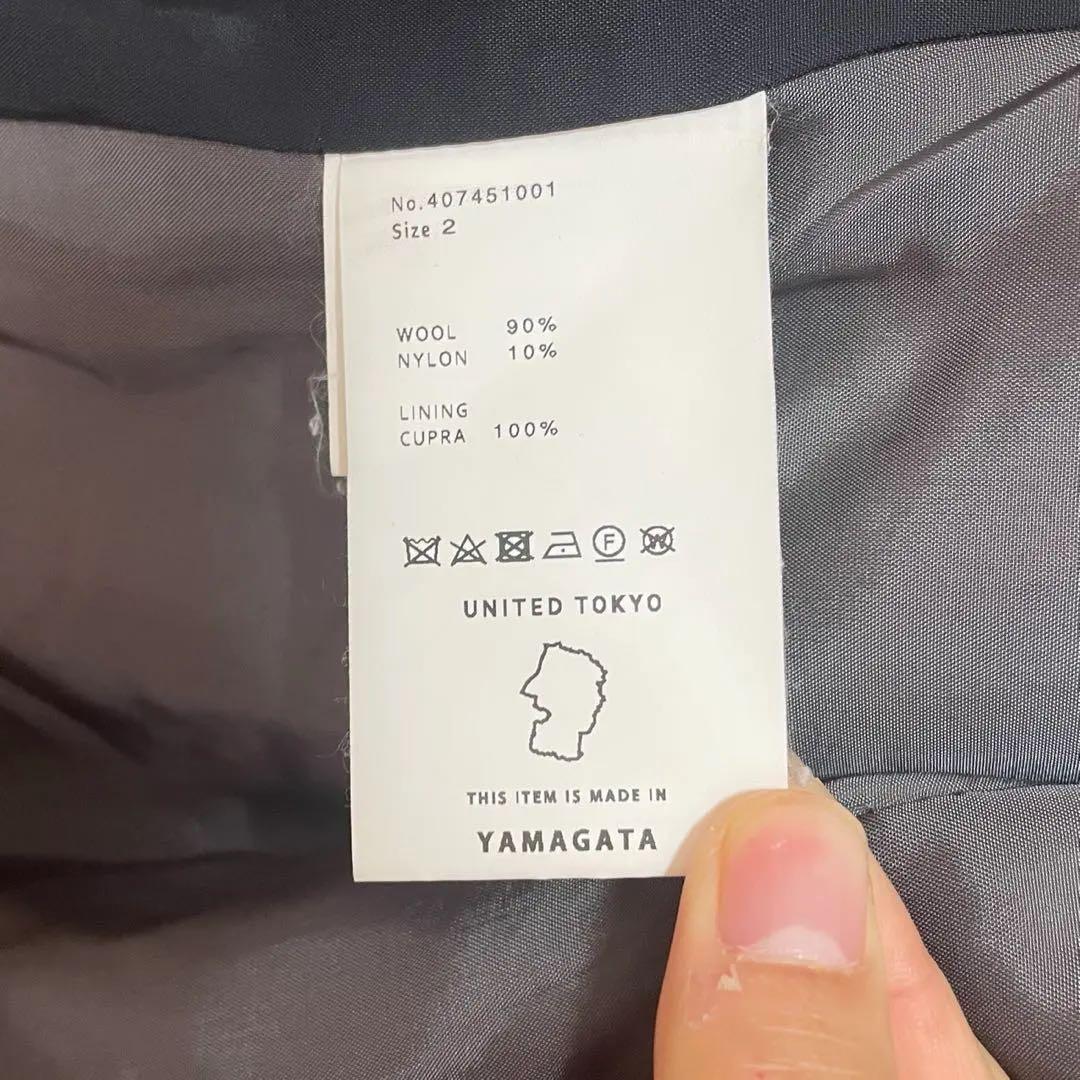 No.407451001
Size 2
WOOL 90%
NYLON 10%
LINING
CUPRA 100%
F W
UNITED TOKYO
THIS ITEM IS MADE IN
YAMAGATA